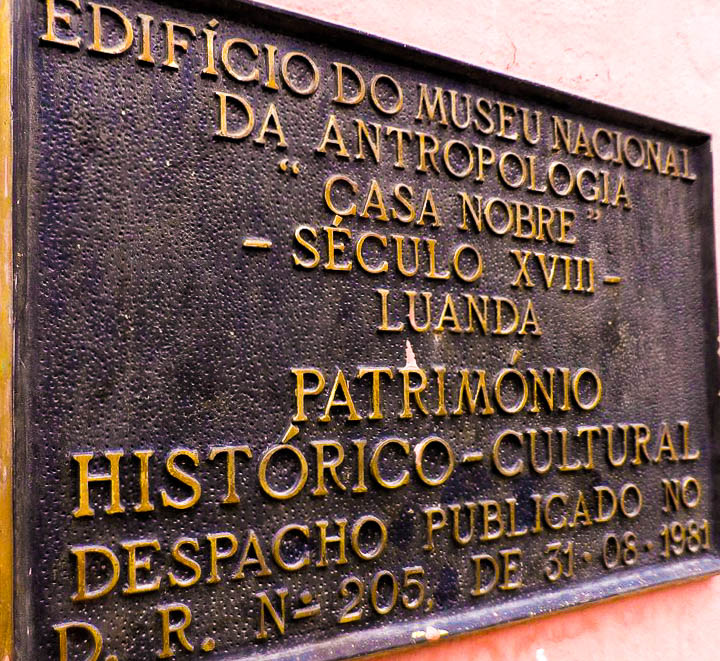 EDIFÍCIO DO MUSEU NACIONAL
DA ANTROPOLOGIA
“ CASA NOBRE ”
– SÉCULO XVIII –
LUANDA
PATRIMÓNIO
HISTÓRICO-CULTURAL
DESPACHO PUBLICADO NO
D. R. Nº 205, DE 31·08·1981